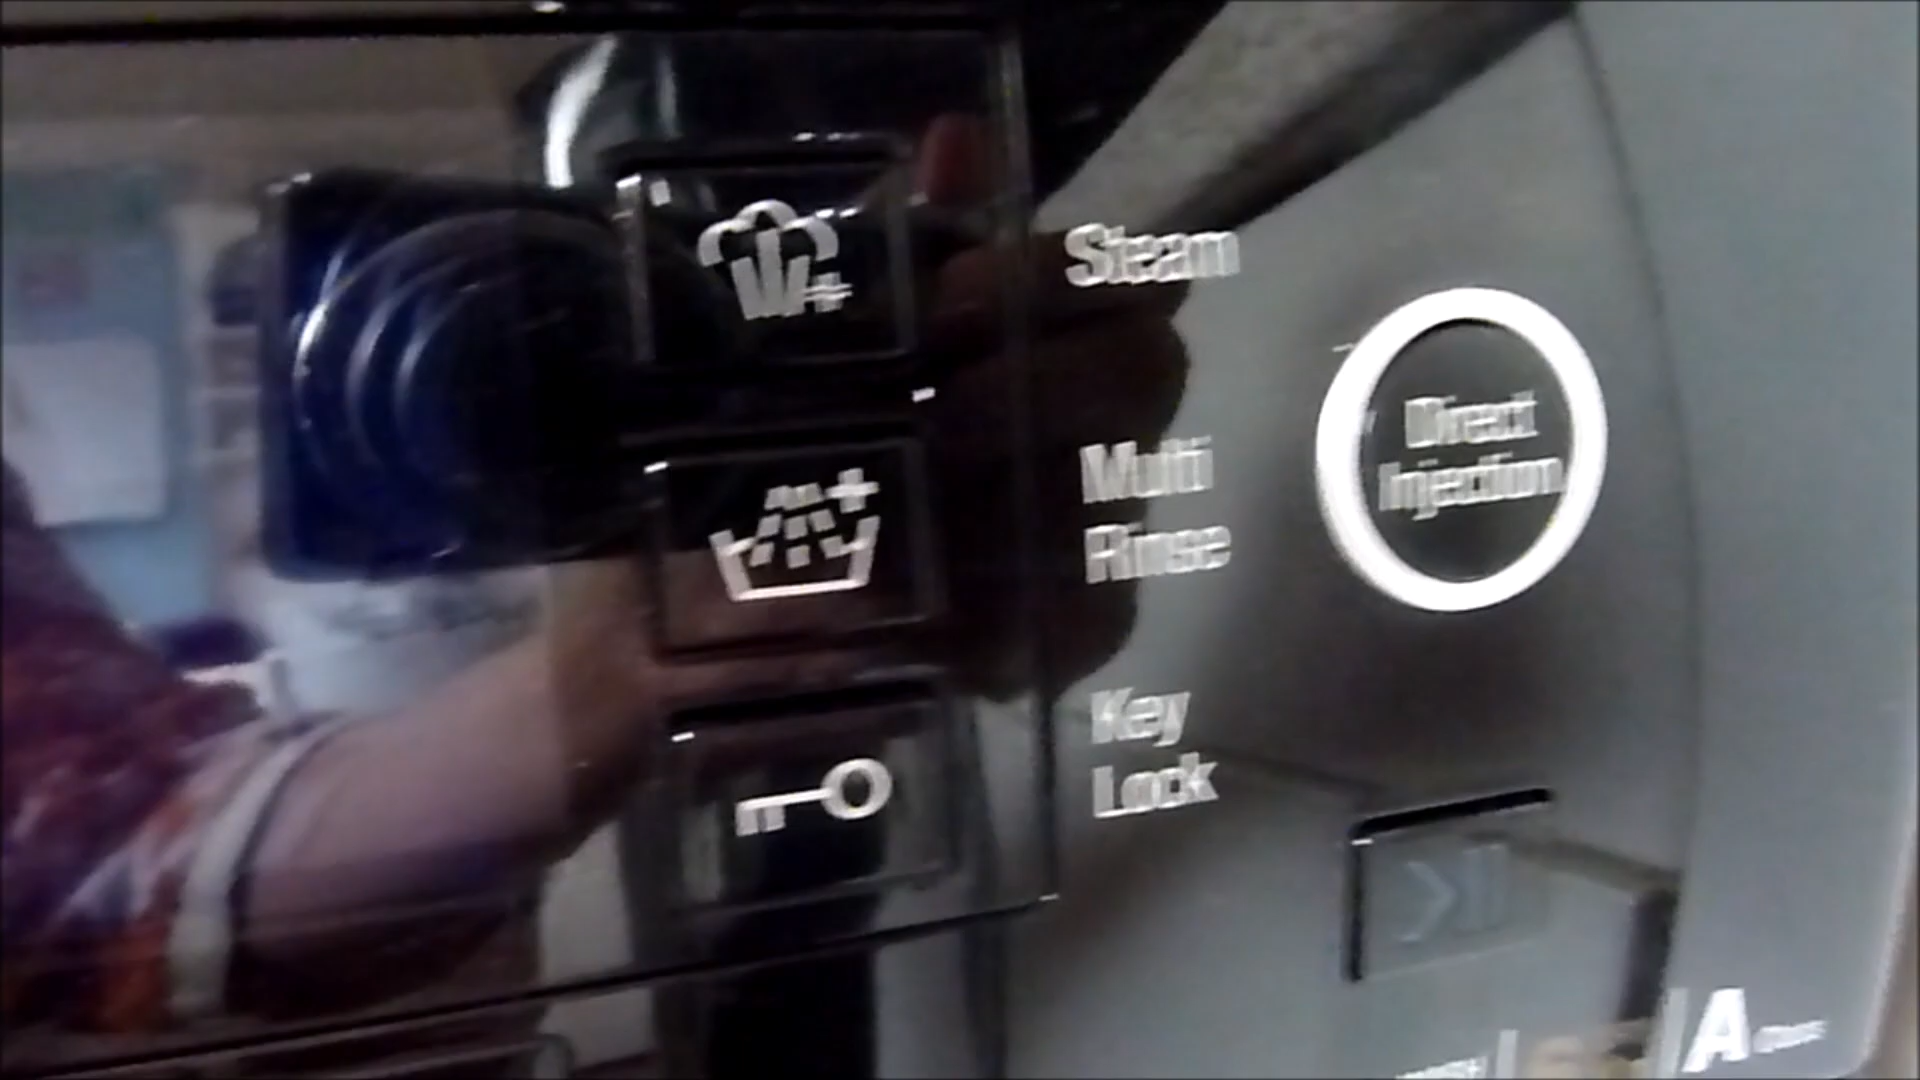 Steam
Multi
Rinse
Key
Lock
Direct
Injection
A